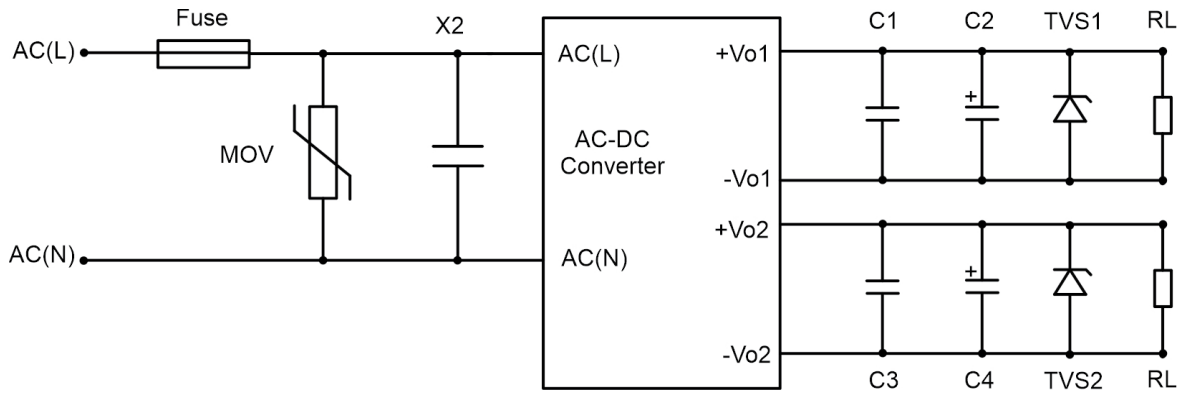 Fuse
X2
C1 C2 TVS1 RL
AC(L)
AC(L)
+Vo1
+
MOV
AC-DC
Converter
-Vo1
+Vo2
AC(N)
AC(N)
+
-Vo2
C3 C4 TVS2 RL